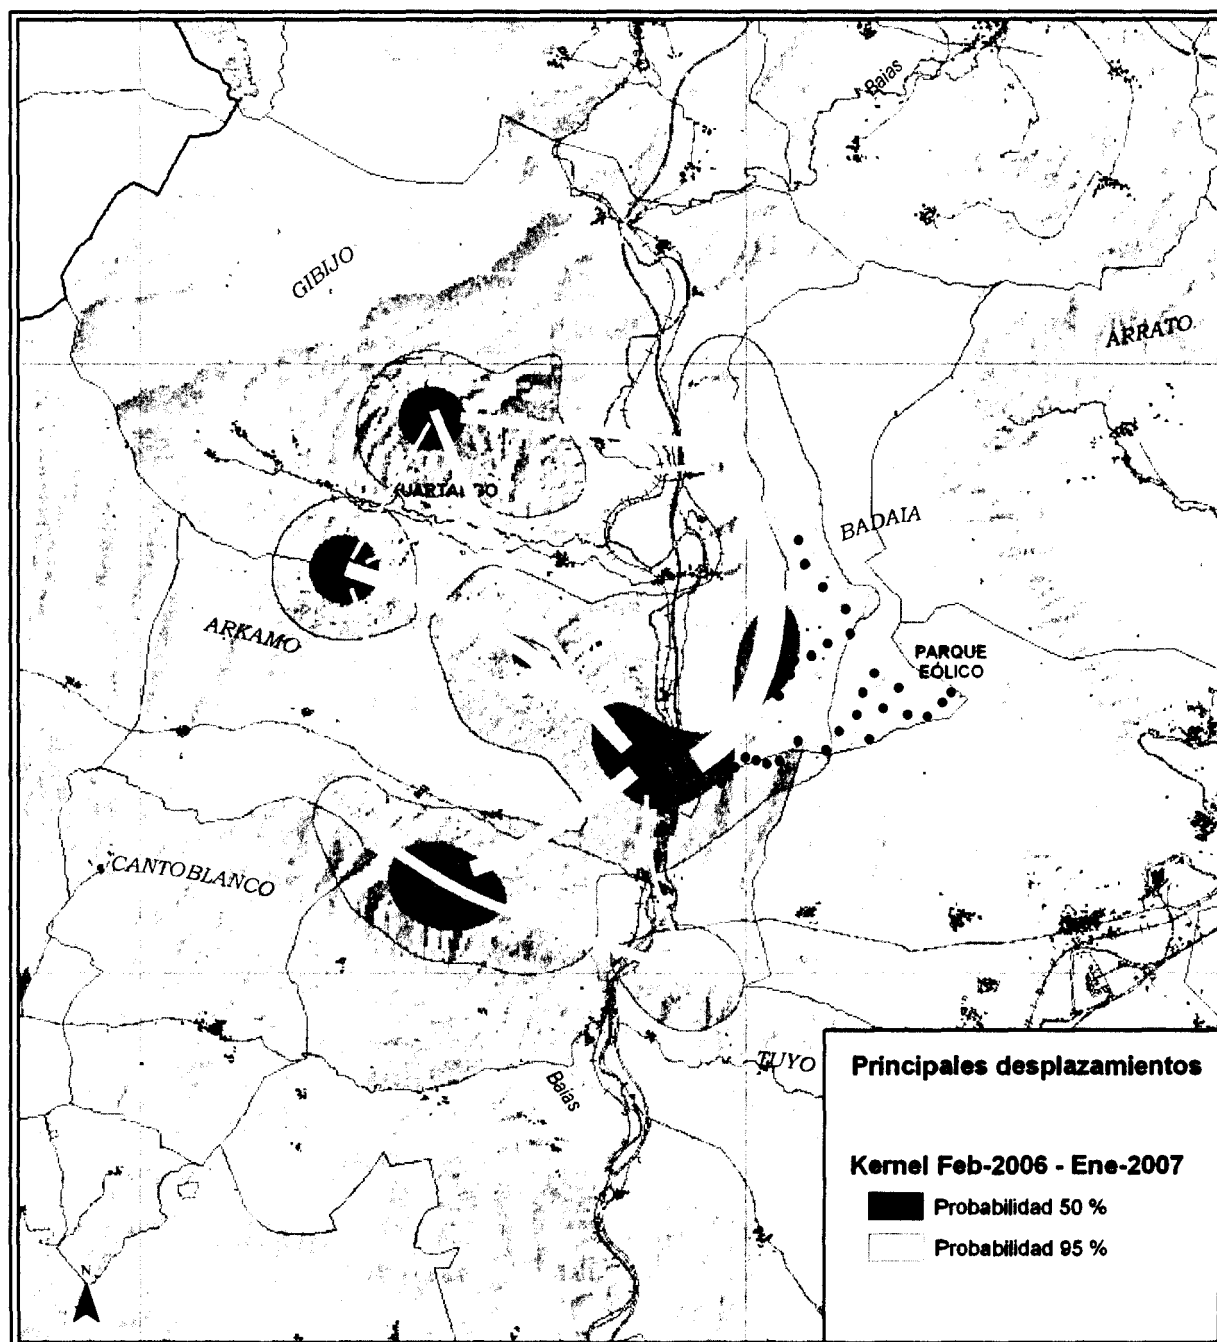 Baias
GIBIJO
ARRATO
BADAIA
ARKAMO
PARQUE
EÓLICO
CANTOBLANCO
TUYO
Baias
Principales desplazamientos
Kernel Feb-2006 - Ene-2007
Probabilidad 50 %
Probabilidad 95 %
N